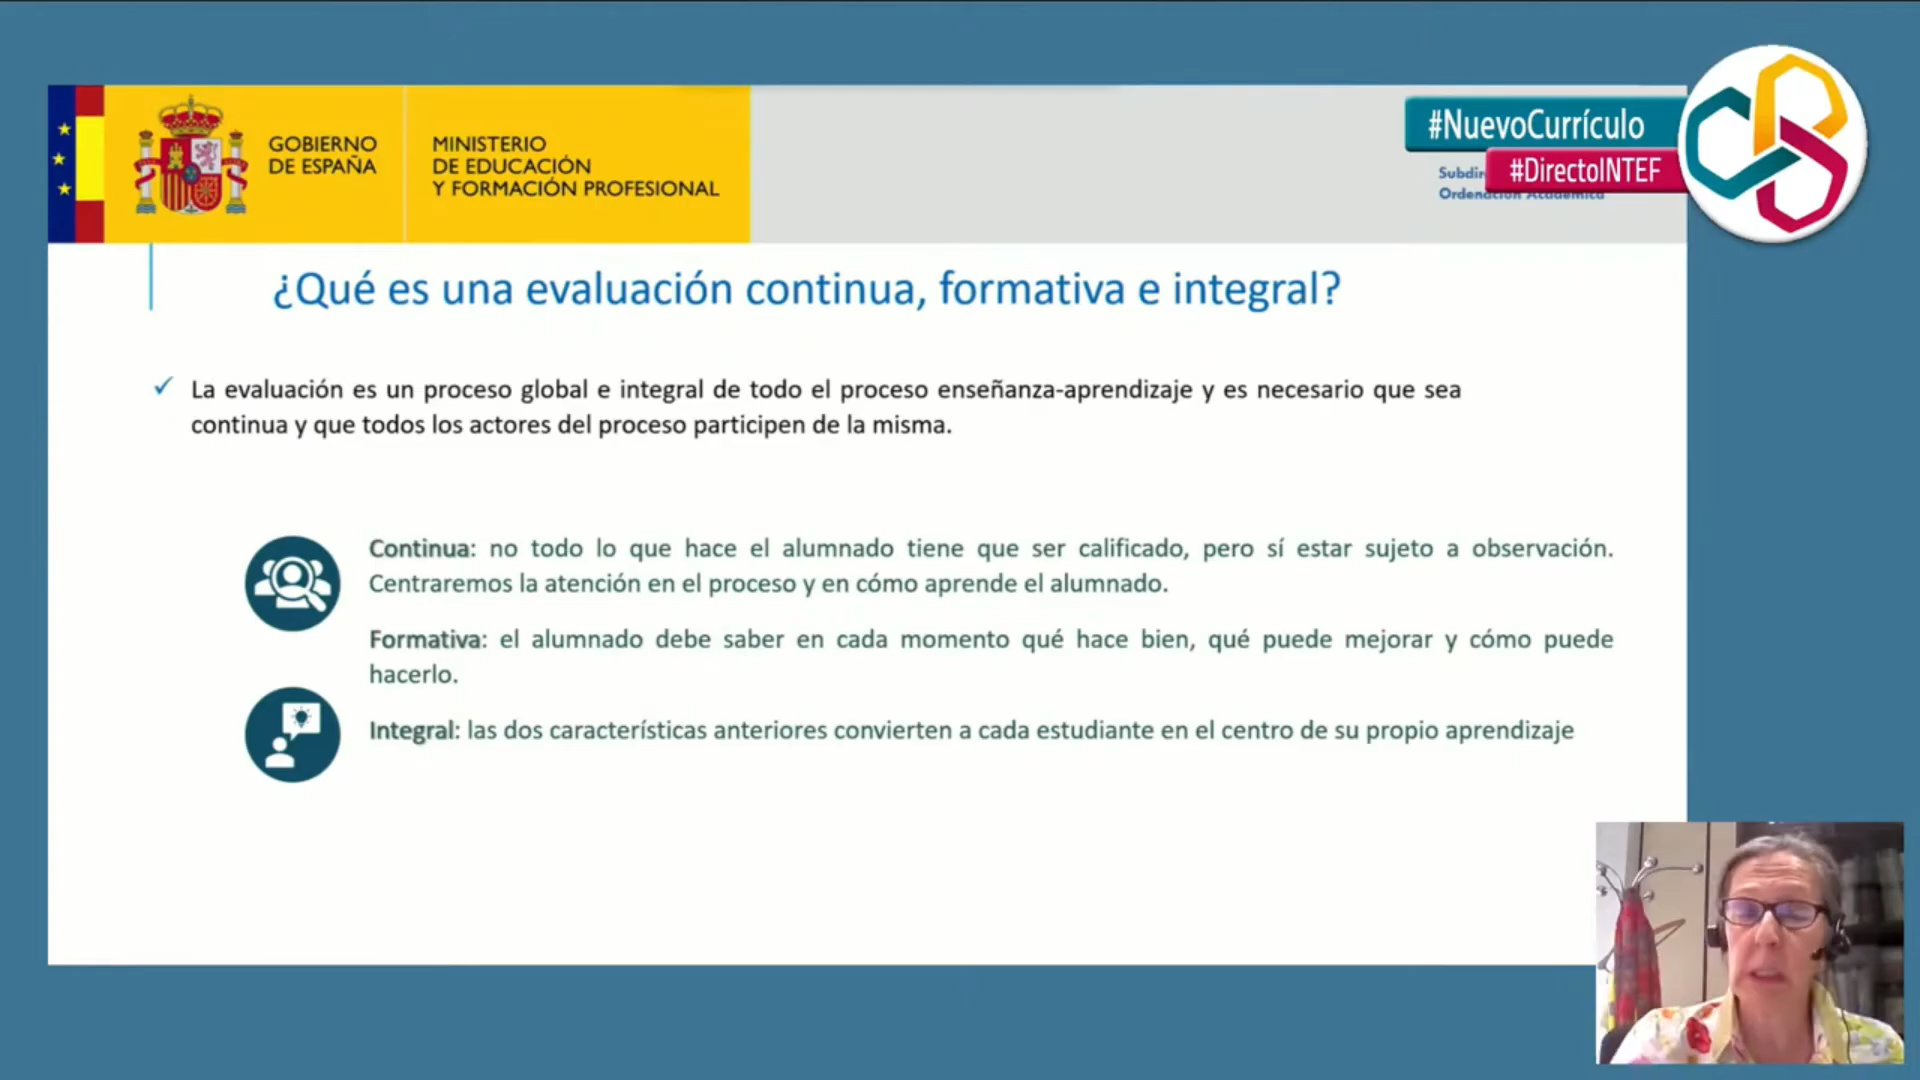 GOBIERNO
DE ESPAÑA
MINISTERIO
DE EDUCACIÓN
Y FORMACIÓN PROFESIONAL
#NuevoCurrículo
#DirectoINTEF
Ordenación Académica
¿Qué es una evaluación continua, formativa e integral?
✓ La evaluación es un proceso global e integral de todo el proceso enseñanza-aprendizaje y es necesario que sea
continua y que todos los actores del proceso participen de la misma.
Continua: no todo lo que hace el alumnado tiene que ser calificado, pero sí estar sujeto a observación.
Centraremos la atención en el proceso y en cómo aprende el alumnado.
Formativa: el alumnado debe saber en cada momento qué hace bien, qué puede mejorar y cómo puede
hacerlo.
Integral: las dos características anteriores convierten a cada estudiante en el centro de su propio aprendizaje